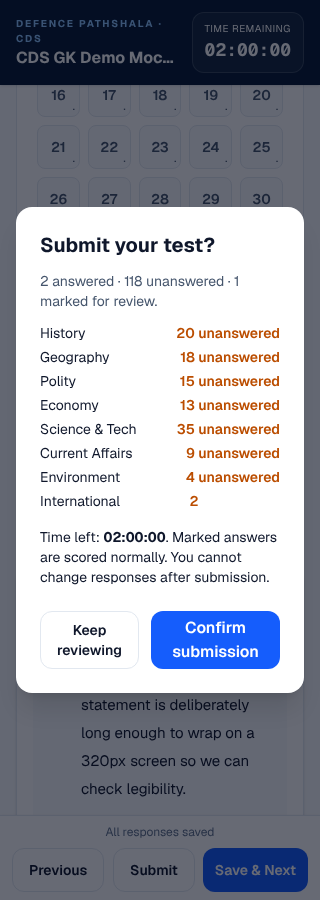 DEFENCE PATHSHALA ·
CDS
CDS GK Demo Moc...
TIME REMAINING
02:00:00
16 17 18 19 20
21 22 23 24 25
26 27 28 29 30
Submit your test?
2 answered · 118 unanswered · 1
marked for review.
History 20 unanswered
Geography 18 unanswered
Polity 15 unanswered
Economy 13 unanswered
Science & Tech 35 unanswered
Current Affairs 9 unanswered
Environment 4 unanswered
International 2
Time left: 02:00:00. Marked answers
are scored normally. You cannot
change responses after submission.
Keep
reviewing
Confirm
submission
statement is deliberately
long enough to wrap on a
320px screen so we can
check legibility.
All responses saved
Previous
Submit
Save & Next